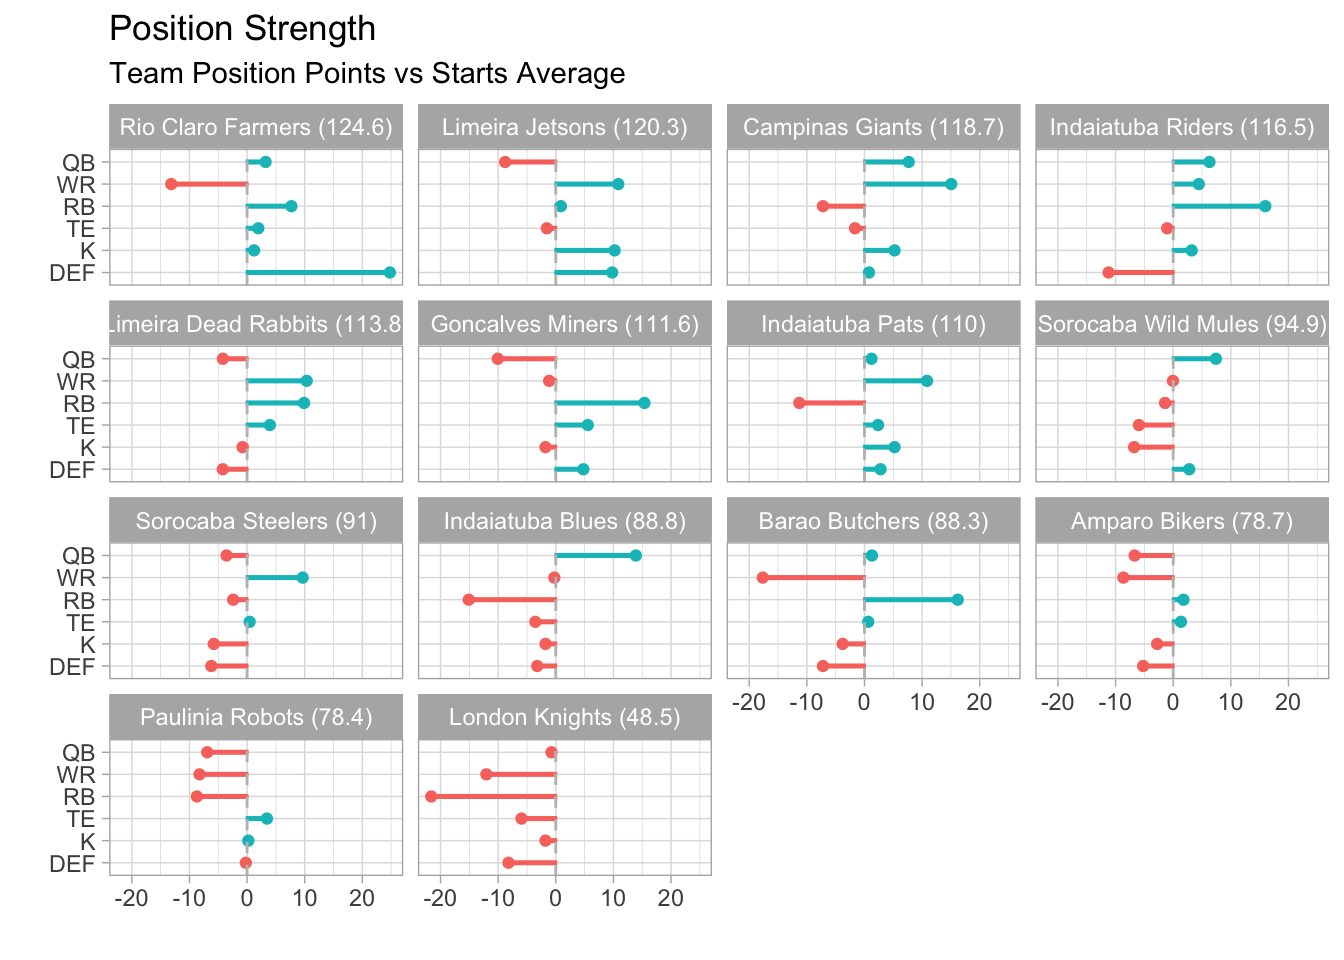 Position Strength
Team Position Points vs Starts Average
Rio Claro Farmers (124.6)
Limeira Jetsons (120.3)
Campinas Giants (118.7)
Indaiatuba Riders (116.5)
QB
WR
RB
TE
K
DEF
Limeira Dead Rabbits (113.8
Goncalves Miners (111.6)
Indaiatuba Pats (110)
Sorocaba Wild Mules (94.9)
QB
WR
RB
TE
K
DEF
Sorocaba Steelers (91)
Indaiatuba Blues (88.8)
Barao Butchers (88.3)
Amparo Bikers (78.7)
QB
WR
RB
TE
K
DEF
-20 -10 0 10 20
-20 -10 0 10 20
Paulinia Robots (78.4)
London Knights (48.5)
QB
WR
RB
TE
K
DEF
-20 -10 0 10 20
-20 -10 0 10 20